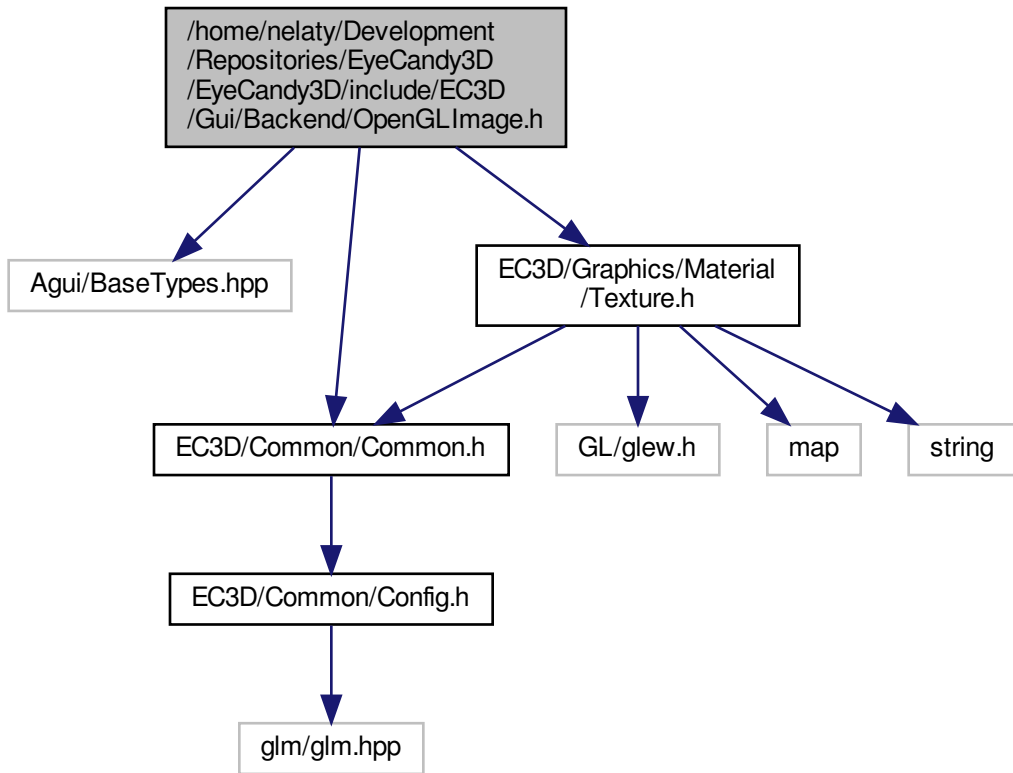 /home/nelaty/Development
/Repositories/EyeCandy3D
/EyeCandy3D/include/EC3D
/Gui/Backend/OpenGLImage.h
Agui/BaseTypes.hpp
EC3D/Graphics/Material
/Texture.h
EC3D/Common/Common.h
GL/glew.h
map
string
EC3D/Common/Config.h
glm/glm.hpp